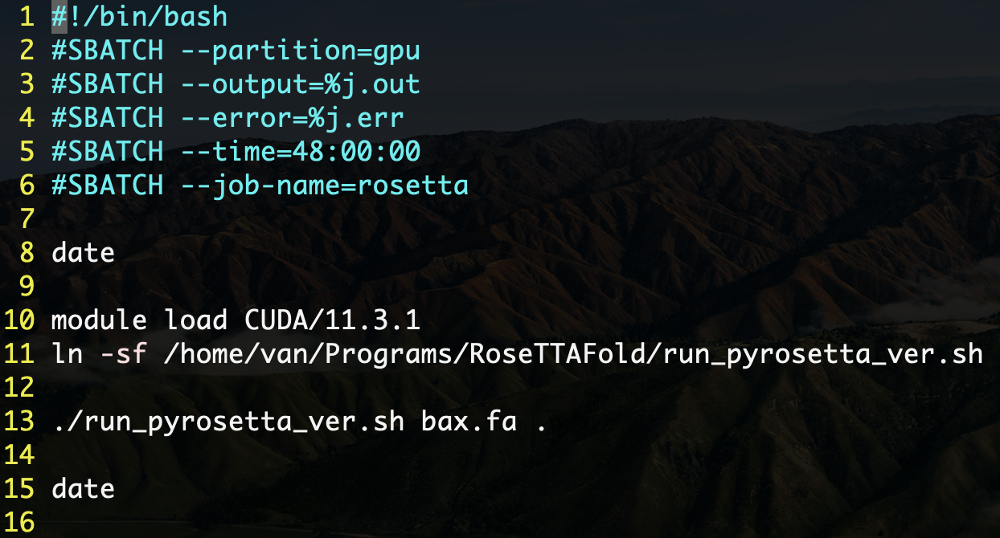 1 #!/bin/bash
2 #SBATCH --partition=gpu
3 #SBATCH --output=%j.out
4 #SBATCH --error=%j.err
5 #SBATCH --time=48:00:00
6 #SBATCH --job-name=rosetta
7
8 date
9
10 module load CUDA/11.3.1
11 ln -sf /home/van/Programs/RoseTTAFold/run_pyrosetta_ver.sh
12
13 ./run_pyrosetta_ver.sh bax.fa .
14
15 date
16